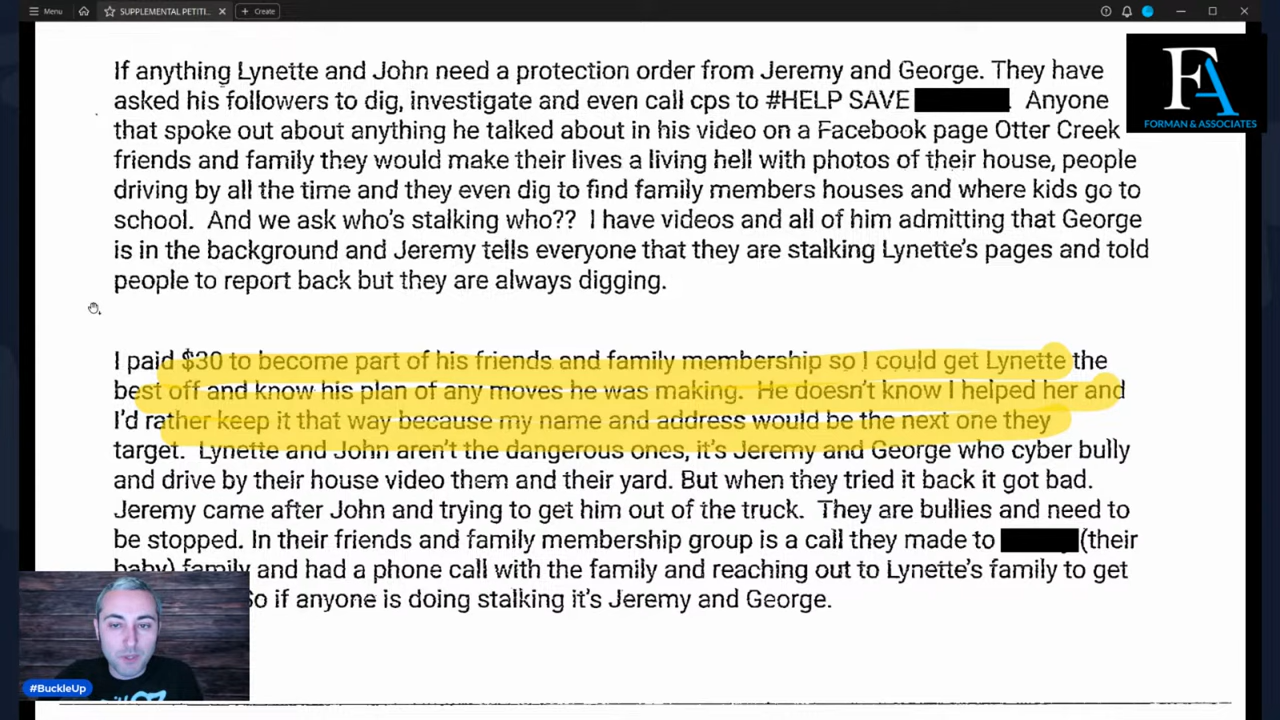 Menu
SUPPLEMENTAL PETITI...
Create
FA
FORMAN & ASSOCIATES
If anything Lynette and John need a protection order from Jeremy and George. They have
asked his followers to dig, investigate and even call cps to #HELP SAVE . Anyone
that spoke out about anything he talked about in his video on a Facebook page Otter Creek
friends and family they would make their lives a living hell with photos of their house, people
driving by all the time and they even dig to find family members houses and where kids go to
school. And we ask who's stalking who?? I have videos and all of him admitting that George
is in the background and Jeremy tells everyone that they are stalking Lynette's pages and told
people to report back but they are always digging.
I paid $30 to become part of his friends and family membership so I could get Lynette the
best off and know his plan of any moves he was making. He doesn't know I helped her and
I'd rather keep it that way because my name and address would be the next one they
target. Lynette and John aren't the dangerous ones, it's Jeremy and George who cyber bully
and drive by their house video them and their yard. But when they tried it back it got bad.
Jeremy came after John and trying to get him out of the truck. They are bullies and need to
be stopped. In their friends and family membership group is a call they made to (their
baby) family and had a phone call with the family and reaching out to Lynette's family to get
So if anyone is doing stalking it's Jeremy and George.
#BuckleUp